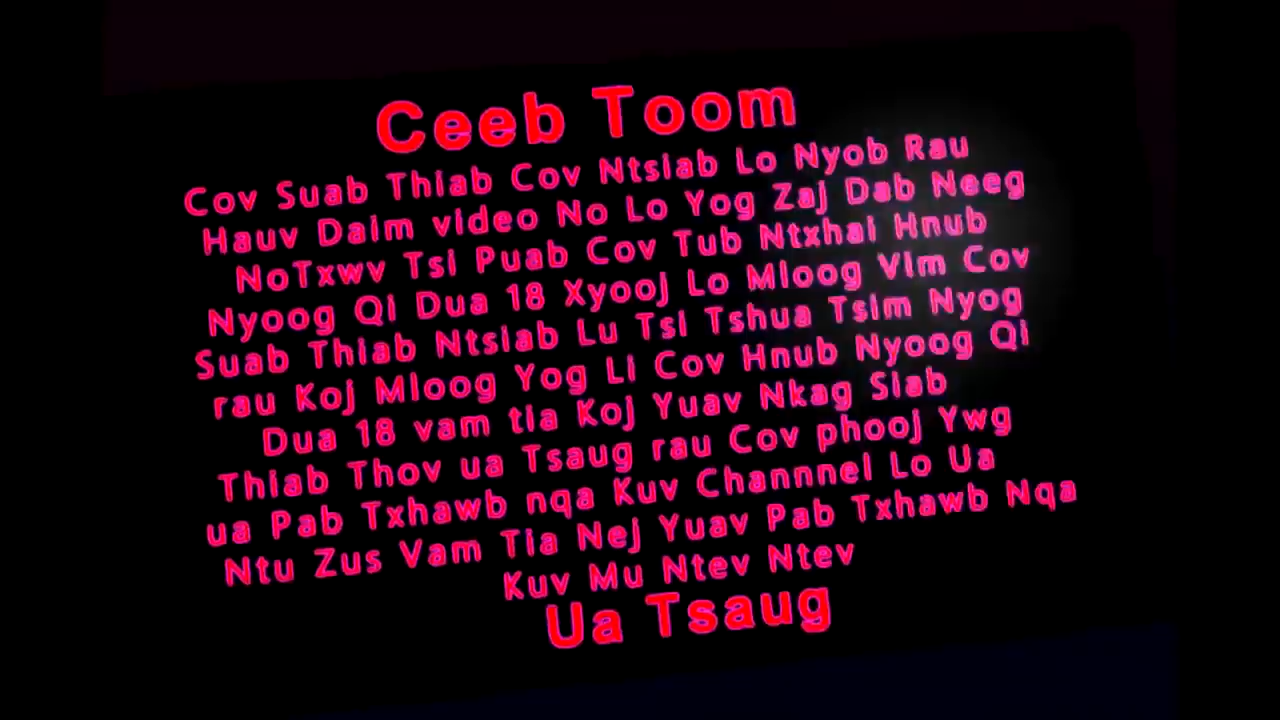 Ceeb Toom
Cov Suab Thiab Cov Ntsiab Lo Nyob Rau
Hauv Daim video No Lo Yog Zaj Dab Neeg
NoTxwv Tsi Puab Cov Tub Ntxhai Hnub
Nyoog Qi Dua 18 Xyooj Lo Mloog Vim Cov
Suab Thiab Ntsiab Lu Tsi Tshua Tsim Nyog
rau Koj Mloog Yog Li Cov Hnub Nyoog Qi
Dua 18 vam tia Koj Yuav Nkag Siab
Thiab Thov ua Tsaug rau Cov phooj Ywg
ua Pab Txhawb nqa Kuv Channnel Lo Ua
Ntu Zus Vam Tia Nej Yuav Pab Txhawb Nqa
Kuv Mu Ntev Ntev
Ua Tsaug